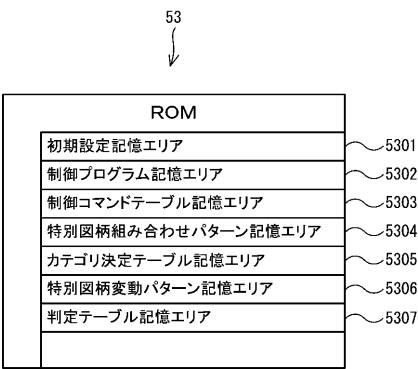 53
ROM
初期設定記憶エリア 5301
制御プログラム記憶エリア 5302
制御コマンドテーブル記憶エリア 5303
特別図柄組み合わせパターン記憶エリア 5304
カテゴリ決定テーブル記憶エリア 5305
特別図柄変動パターン記憶エリア 5306
判定テーブル記憶エリア 5307